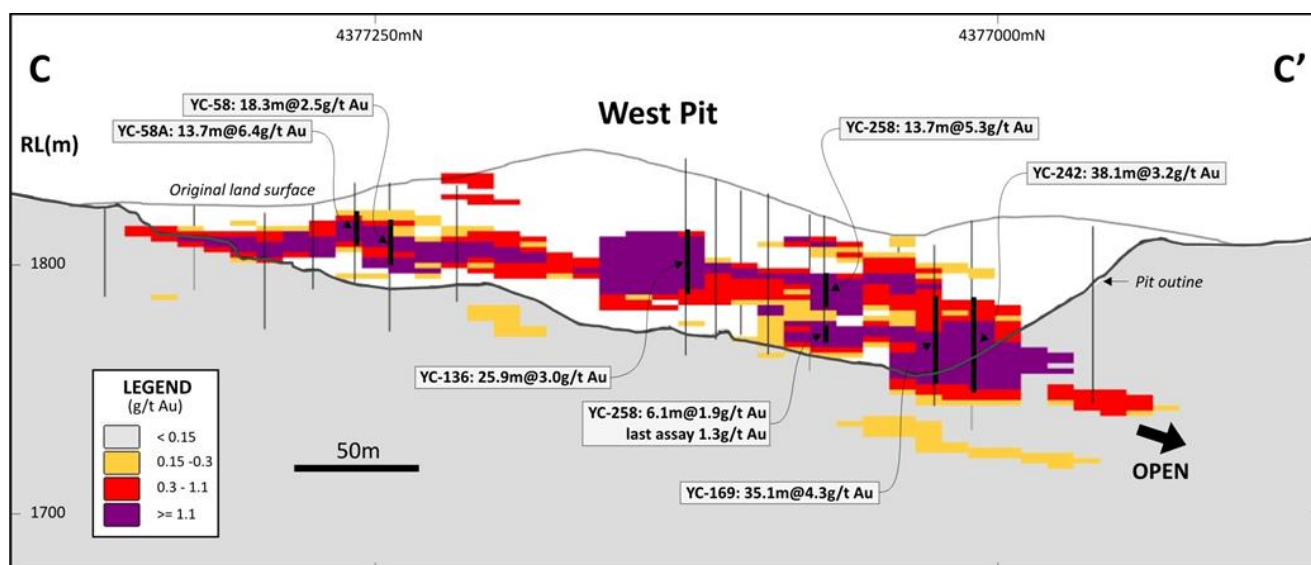 4377250mN
4377000mN
C
C'
YC-58: 18.3m@2.5g/t Au
West Pit
YC-58A: 13.7m@6.4g/t Au
YC-258: 13.7m@5.3g/t Au
RL(m)
YC-242: 38.1m@3.2g/t Au
Original land surface
1800
Pit outine
YC-136: 25.9m@3.0g/t Au
LEGEND
(g/t Au)
< 0.15
0.15 -0.3
0.3 - 1.1
>= 1.1
YC-258: 6.1m@1.9g/t Au
last assay 1.3g/t Au
50m
OPEN
YC-169: 35.1m@4.3g/t Au
1700